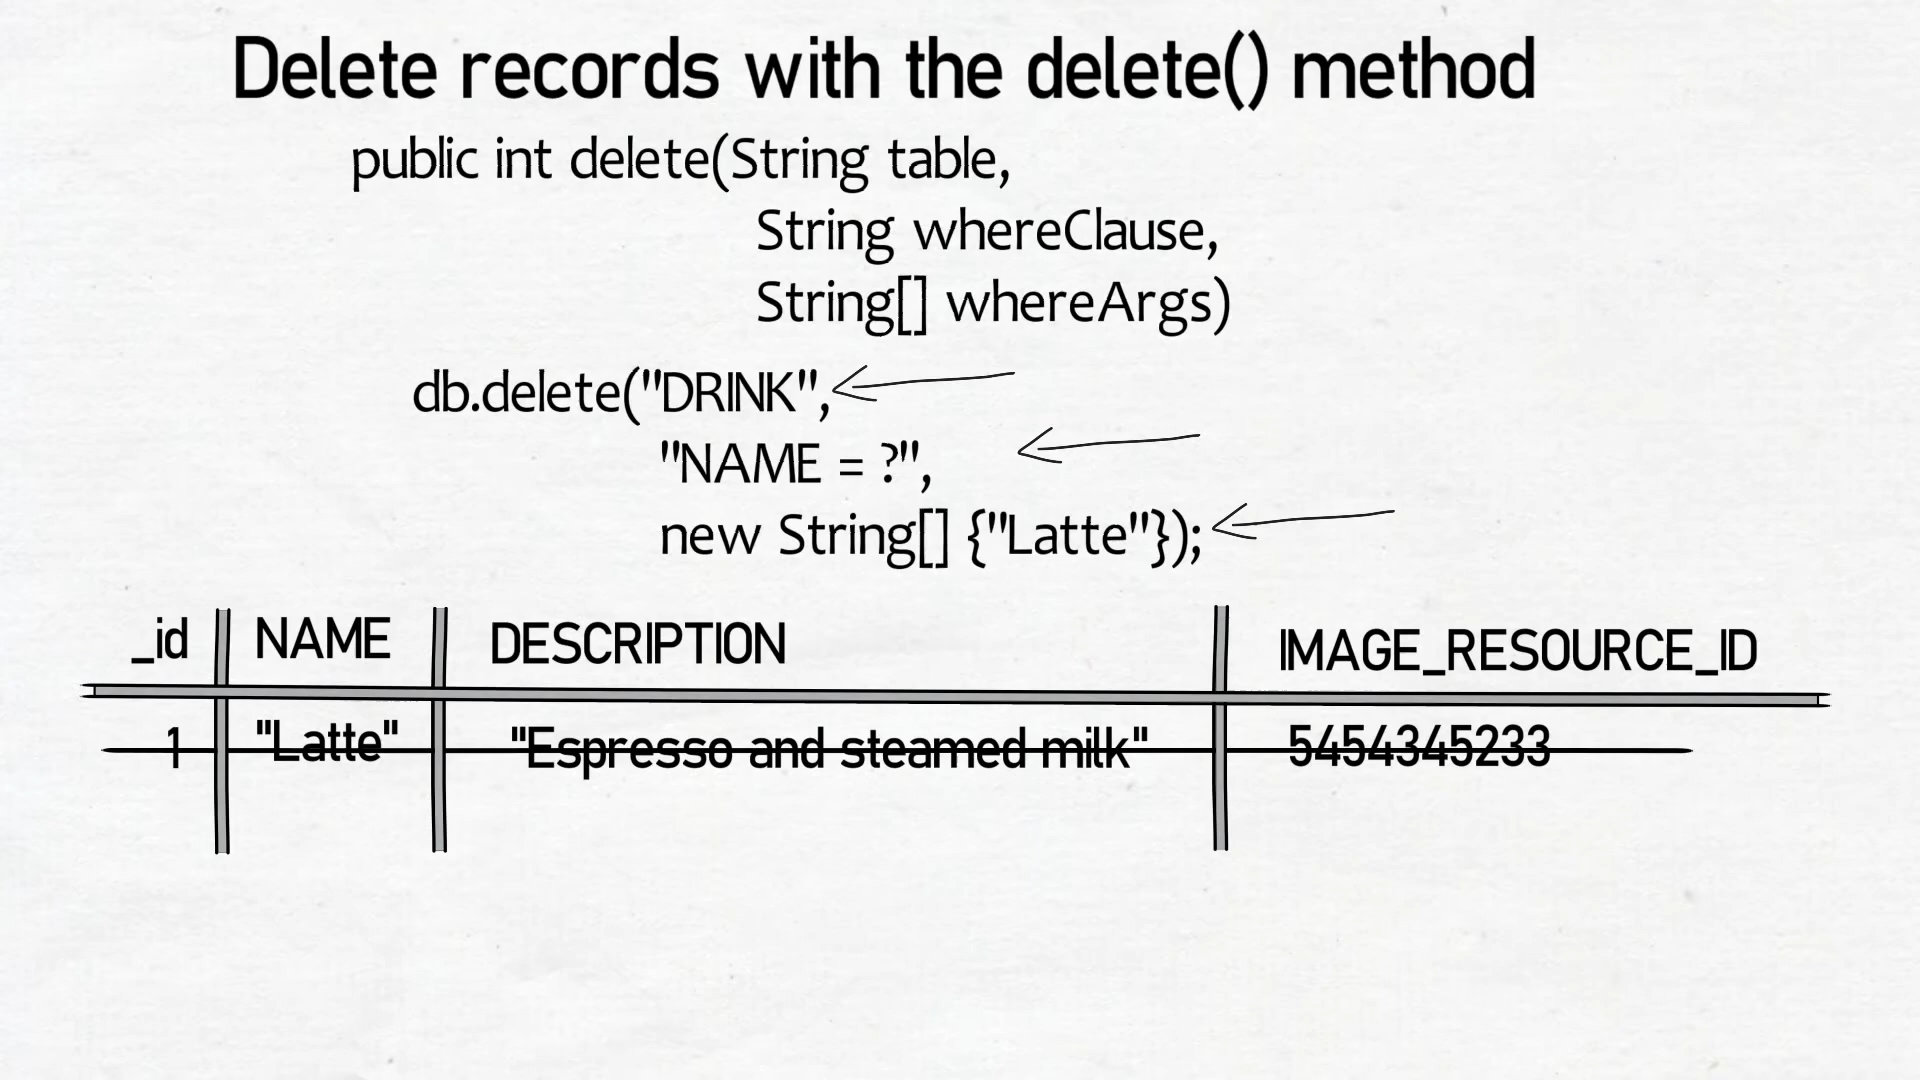 Delete records with the delete() method
public int delete(String table,
String whereClause,
String[] whereArgs)
db.delete("DRINK",
"NAME = ?",
new String[] {"Latte"});
_id NAME DESCRIPTION IMAGE_RESOURCE_ID
1 "Latte" "Espresso and steamed milk" 5454345233